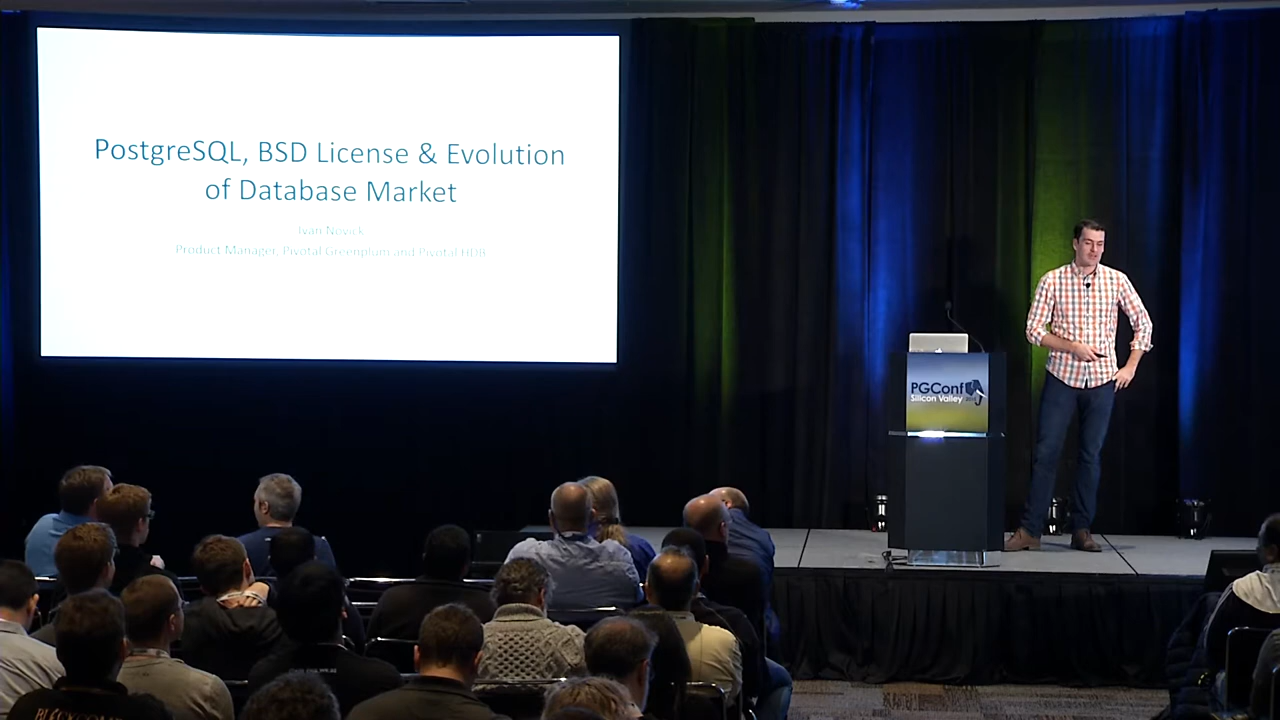 PostgreSQL, BSD License & Evolution
of Database Market
Ivan Novick
Product Manager, Pivotal Greenplum and Pivotal HDB
PGConf
Silicon Valley